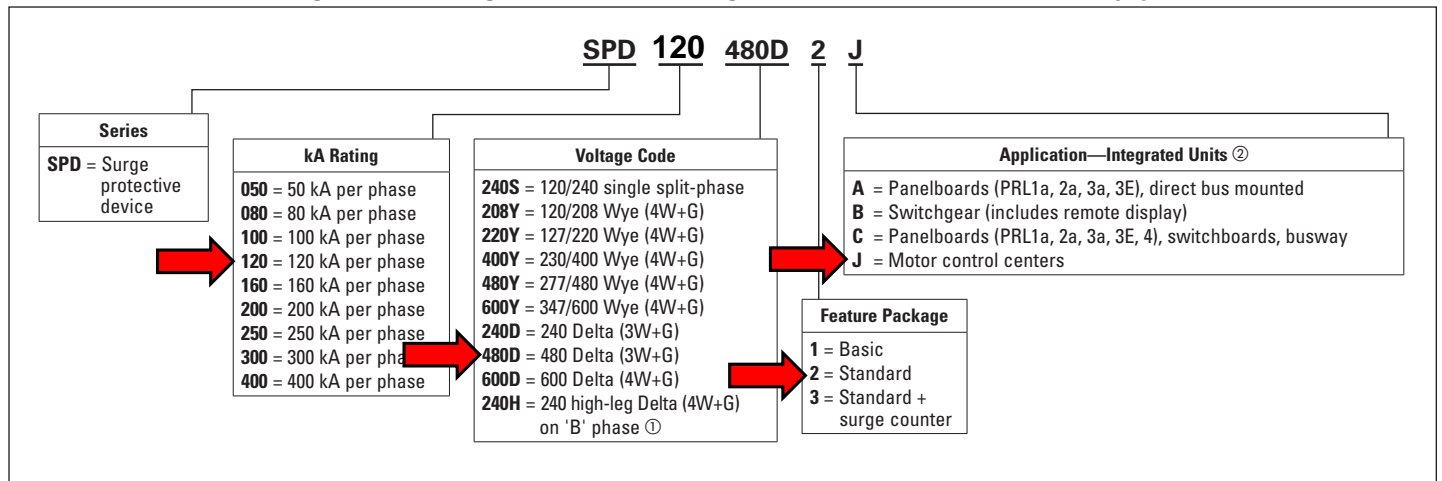 SPD 120 480D 2 J
Series
SPD = Surge
protective
device
kA Rating
050 = 50 kA per phase
080 = 80 kA per phase
100 = 100 kA per phase
120 = 120 kA per phase
160 = 160 kA per phase
200 = 200 kA per phase
250 = 250 kA per phase
300 = 300 kA per
400 = 400 kA per phase
Voltage Code
240S = 120/240 single split-phase
208Y = 120/208 Wye (4W+G)
220Y = 127/220 Wye (4W+G)
400Y = 230/400 Wye (4W+G)
480Y = 277/480 Wye (4W+G)
600Y = 347/600 Wye (4W+G)
240D = 240 Delta (3W+G)
480D = 480 Delta (3W+G)
600D = 600 Delta (4W+G)
240H = 240 high-leg Delta (4W+G)
on 'B' phase ①
Feature Package
1 = Basic
2 = Standard
3 = Standard +
surge counter
Application—Integrated Units ②
A = Panelboards (PRL1a, 2a, 3a, 3E), direct bus mounted
B = Switchgear (includes remote display)
C = Panelboards (PRL1a, 2a, 3a, 3E, 4), switchboards, busway
J = Motor control centers